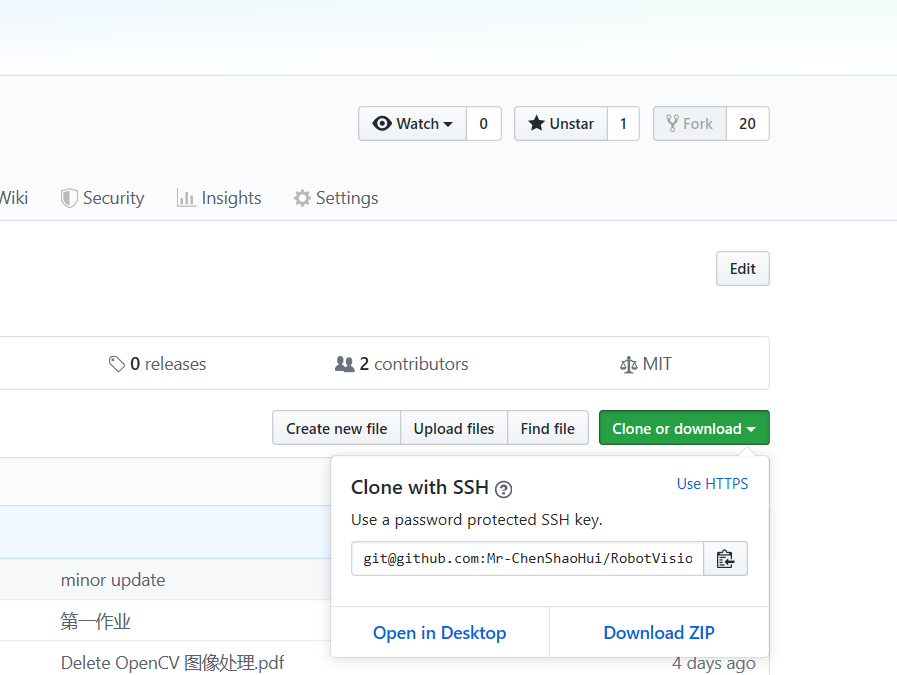 Watch 0 Unstar 1 Fork 20
Wiki Security Insights Settings
Edit
0 releases 2 contributors MIT
Create new file Upload files Find file Clone or download
Clone with SSH ? Use HTTPS
Use a password protected SSH key.
git@github.com:Mr-ChenShaoHui/RobotVisio
Open in Desktop Download ZIP
minor update
第一作业
Delete OpenCV 图像处理.pdf 4 days ago